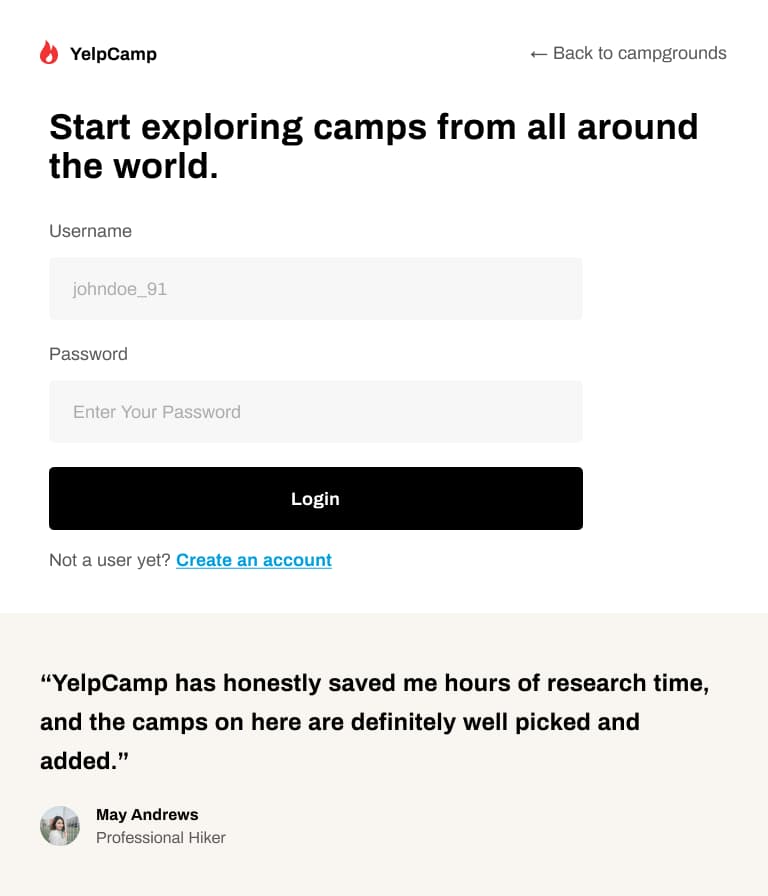 YelpCamp
← Back to campgrounds
Start exploring camps from all around
the world.
Username
johndoe_91
Password
Enter Your Password
Login
Not a user yet? Create an account
“YelpCamp has honestly saved me hours of research time,
and the camps on here are definitely well picked and
added.”
May Andrews
Professional Hiker